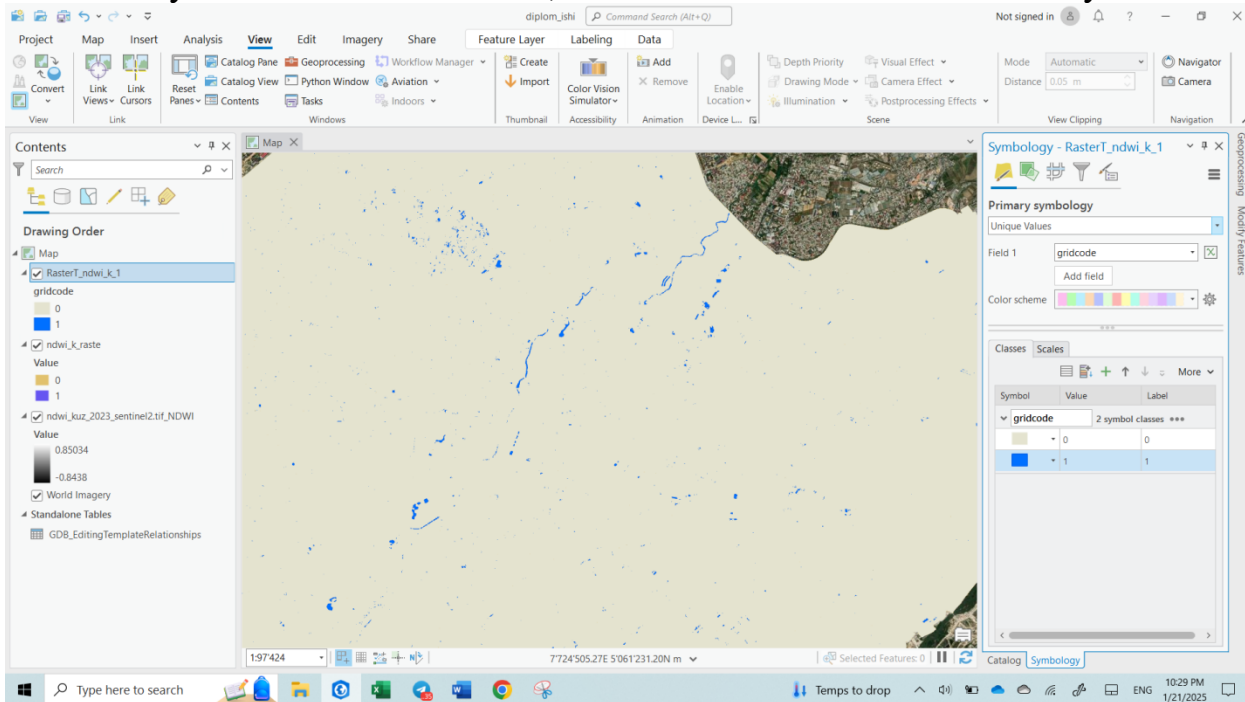 diplom_ishi
Command Search (Alt+Q)
Not signed in
?
Project Map Insert Analysis View Edit Imagery Share Feature Layer Labeling Data
Convert
Link Views
Link Cursors
Reset Panes
Catalog Pane
Catalog View
Contents
Geoprocessing
Python Window
Tasks
Workflow Manager
Aviation
Indoors
Create
Import
Color Vision Simulator
Add
Remove
Enable Location
Depth Priority
Drawing Mode
Illumination
Visual Effect
Camera Effect
Postprocessing Effects
Mode Automatic
Distance 0.05 m
Navigator
Camera
View Link Windows Thumbnail Accessibility Animation Device L... Scene View Clipping Navigation
Contents
Search
Drawing Order
Map
RasterT_ndwi_k_1
gridcode
0
1
ndwi_k_raste
Value
0
1
ndwi_kuz_2023_sentinel2.tif_NDWI
Value
0.85034
-0.8438
World Imagery
Standalone Tables
GDB_EditingTemplateRelationships
Map
1:97'424
7'724'505.27E 5'061'231.20N m
Selected Features: 0
Symbology - RasterT_ndwi_k_1
Primary symbology
Unique Values
Field 1 gridcode
Add field
Color scheme
Classes Scales
More
Symbol Value Label
gridcode 2 symbol classes
0 0
1 1
Catalog Symbology
Geoprocessing
Modify Features
Type here to search
Temps to drop
ENG
10:29 PM
1/21/2025